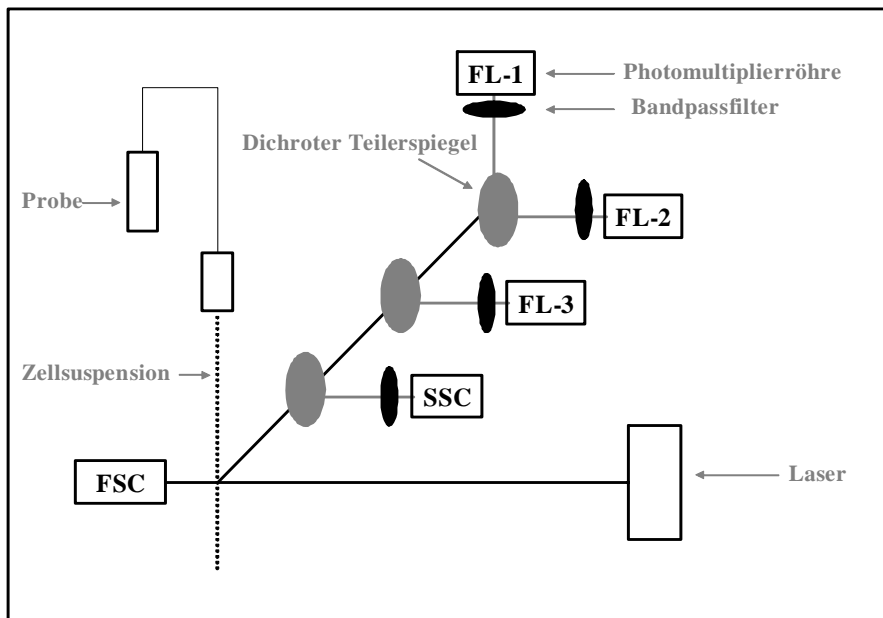 FL-1
Photomultiplierröhre
Bandpassfilter
Dichroter Teilerspiegel
Probe
FL-2
FL-3
Zellsuspension
SSC
FSC
Laser